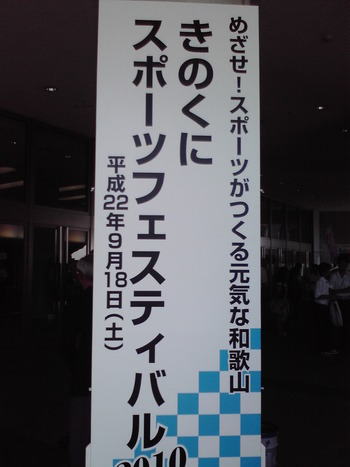 めざせ！スポーツがつくる元気な和歌山
きのくに
スポーツフェスティバル
2010
平成22年9月18日（土）